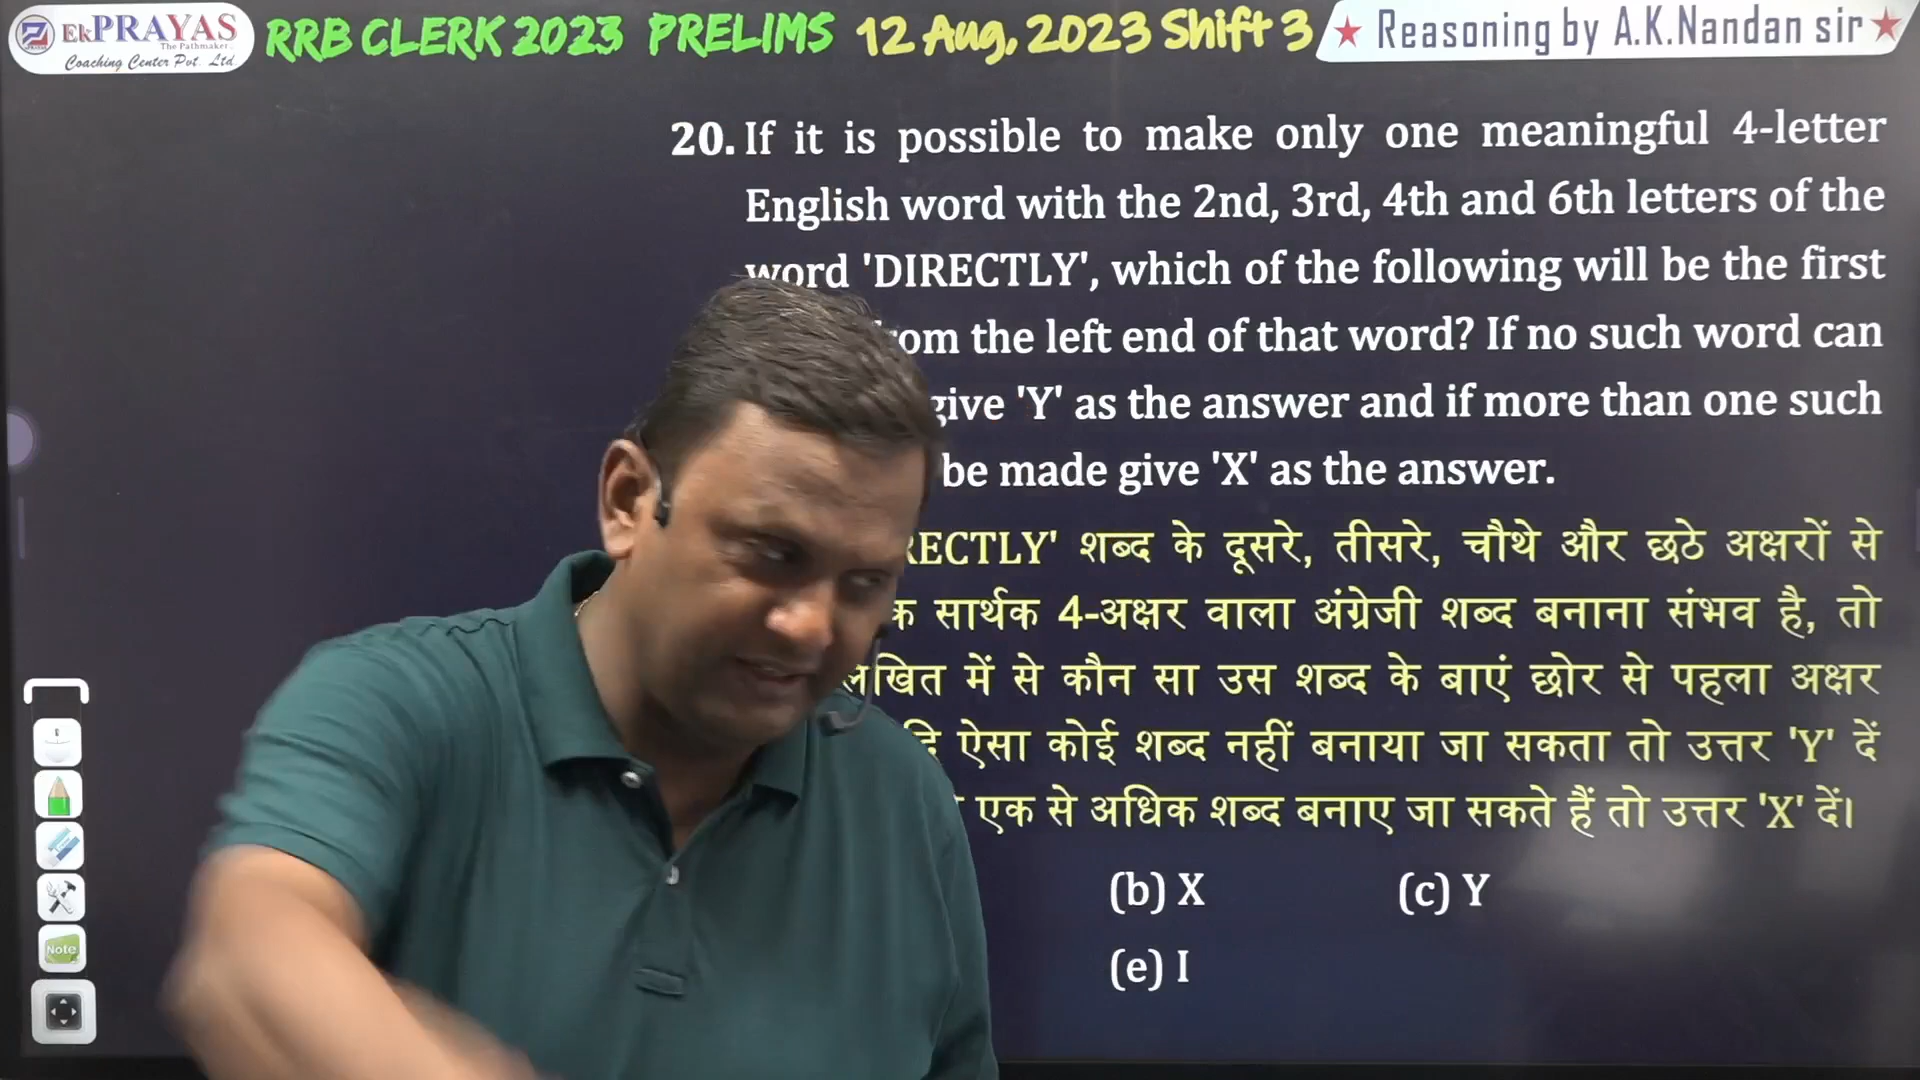 EkPRAYAS
The Pathmaker..
Coaching Center Pvt. Ltd
RRB CLERK 2023 PRELIMS 12 Aug, 2023 Shift 3
Reasoning by A.K.Nandan sir
20. If it is possible to make only one meaningful 4-letter
English word with the 2nd, 3rd, 4th and 6th letters of the
word 'DIRECTLY', which of the following will be the first
the left end of that word? If no such word can
give 'Y' as the answer and if more than one such
be made give 'X' as the answer.
शब्द के दूसरे, तीसरे, चौथे और छठे अक्षरों से
सार्थक 4-अक्षर वाला अंग्रेजी शब्द बनाना संभव है, तो
में से कौन सा उस शब्द के बाएं छोर से पहला अक्षर
ऐसा कोई शब्द नहीं बनाया जा सकता तो उत्तर 'Y' दें
एक से अधिक शब्द बनाए जा सकते हैं तो उत्तर 'X' दें।
(b) X (c) Y
(e) I
Note